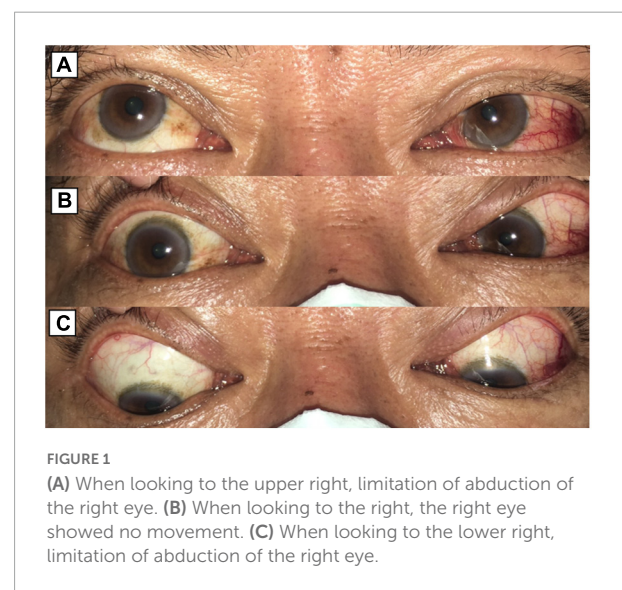 A
B
C
FIGURE 1
(A) When looking to the upper right, limitation of abduction of
the right eye. (B) When looking to the right, the right eye
showed no movement. (C) When looking to the lower right,
limitation of abduction of the right eye.